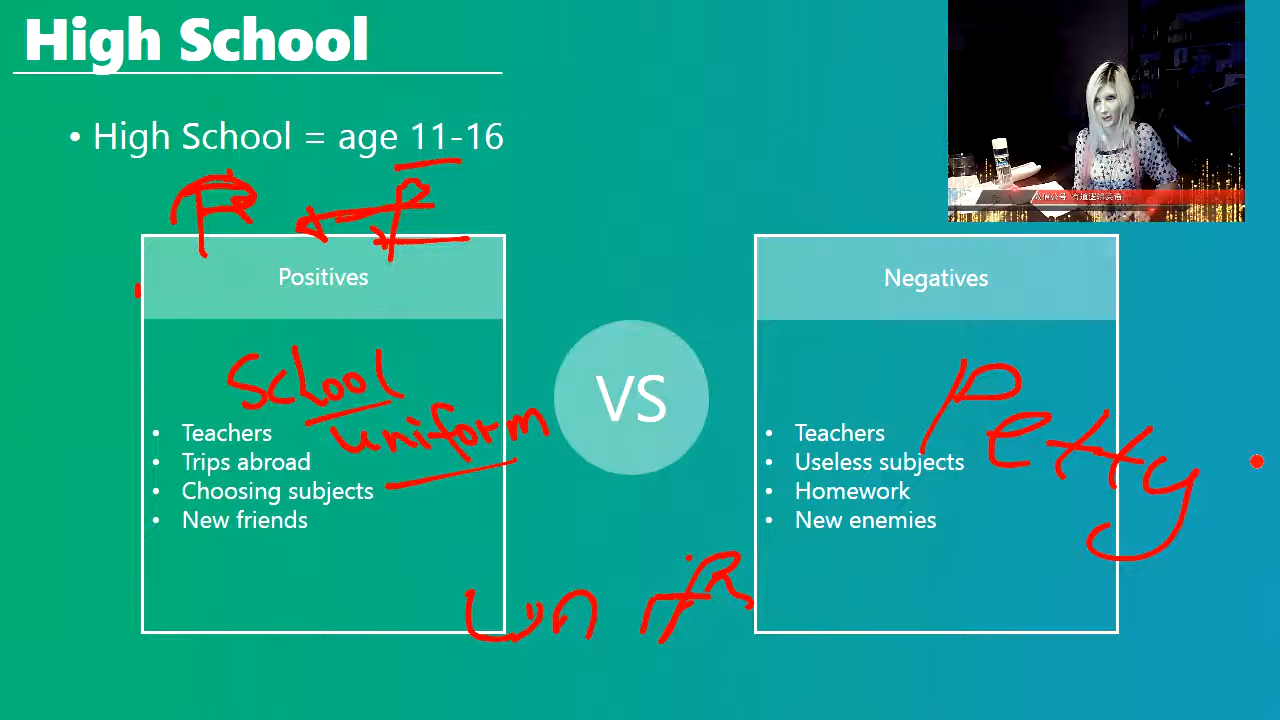 High School
• High School = age 11-16
Positives
School
uniform
• Teachers
• Trips abroad
• Choosing subjects
• New friends
VS
Negatives
Petty
• Teachers
• Useless subjects
• Homework
• New enemies